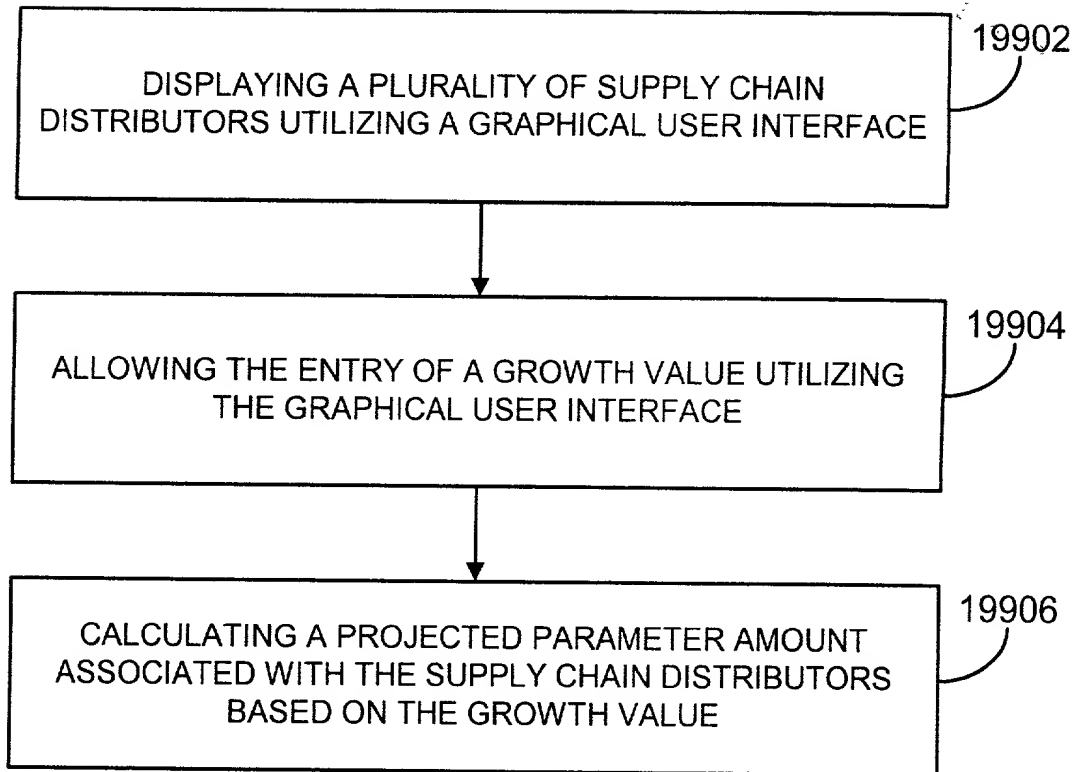 19902
DISPLAYING A PLURALITY OF SUPPLY CHAIN
DISTRIBUTORS UTILIZING A GRAPHICAL USER INTERFACE
19904
ALLOWING THE ENTRY OF A GROWTH VALUE UTILIZING
THE GRAPHICAL USER INTERFACE
19906
CALCULATING A PROJECTED PARAMETER AMOUNT
ASSOCIATED WITH THE SUPPLY CHAIN DISTRIBUTORS
BASED ON THE GROWTH VALUE